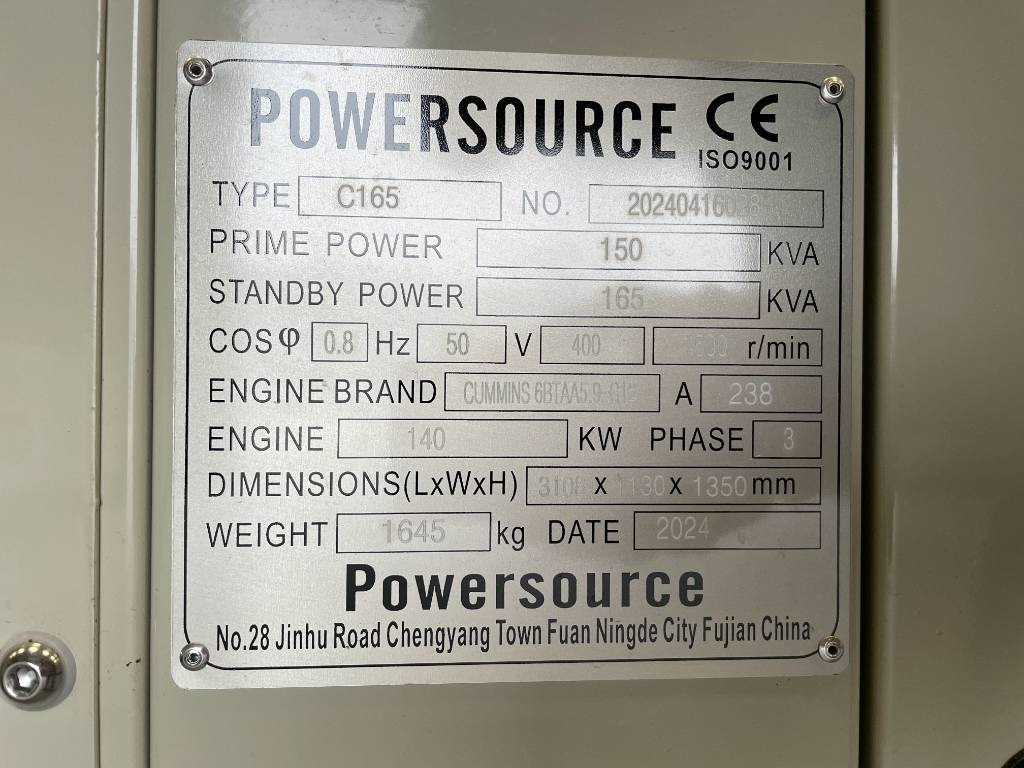 POWERSOURCE CE
ISO9001
TYPE C165 NO.
PRIME POWER 150 KVA
STANDBY POWER 165 KVA
COSφ 0.8 Hz 50 V 400 r/min
ENGINE BRAND CUMMINS A 238
ENGINE 140 KW PHASE 3
DIMENSIONS(LxWxH) x x 1350 mm
WEIGHT 1645 kg DATE 2024
Powersource
No.28 Jinhu Road Chengyang Town Fuan Ningde City Fujian China